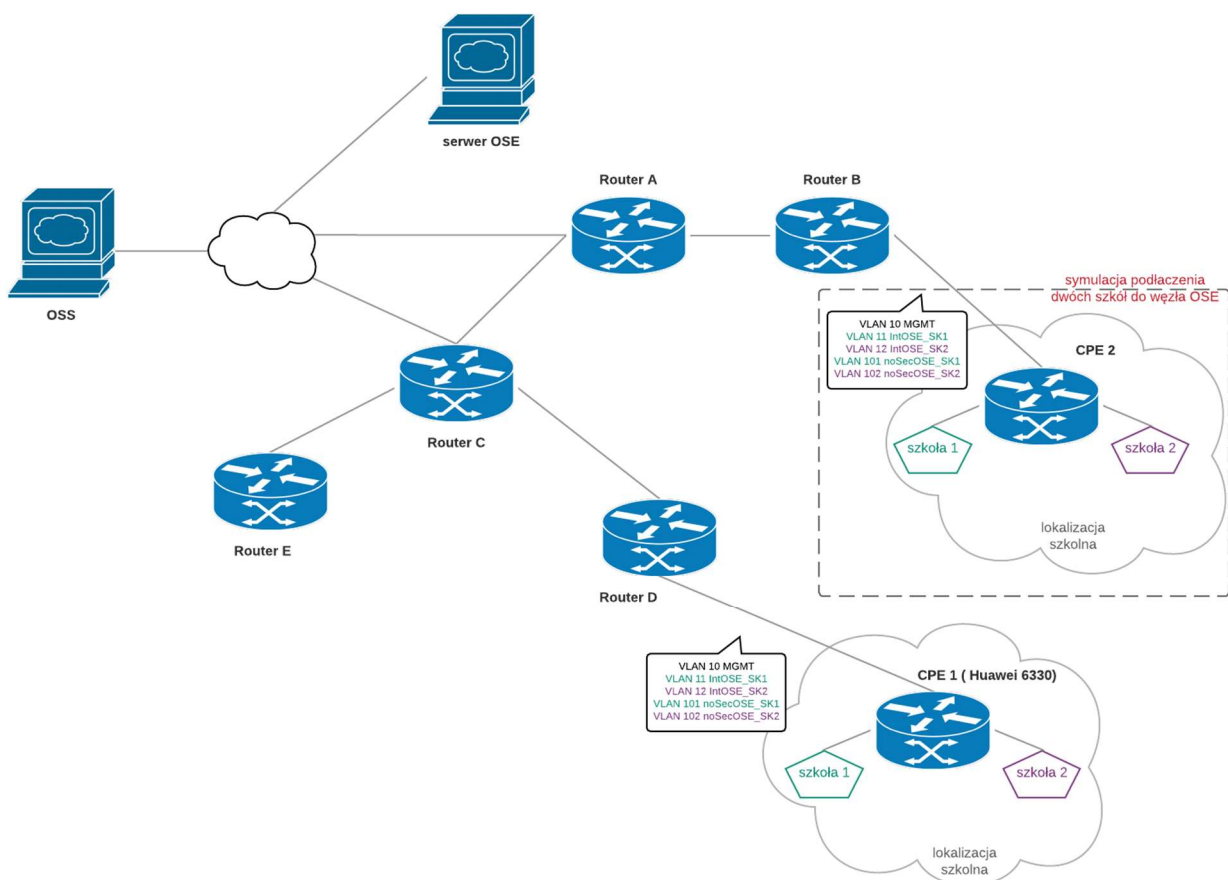 serwer OSE
OSS
Router A
Router B
symulacja podłaczenia
dwóch szkół do węzła OSE
VLAN 10 MGMT
VLAN 11 IntOSE_SK1
VLAN 12 IntOSE_SK2
VLAN 101 noSecOSE_SK1
VLAN 102 noSecOSE_SK2
CPE 2
szkoła 1
szkoła 2
lokalizacja
szkolna
Router C
Router E
Router D
VLAN 10 MGMT
VLAN 11 IntOSE_SK1
VLAN 12 IntOSE_SK2
VLAN 101 noSecOSE_SK1
VLAN 102 noSecOSE_SK2
CPE 1 ( Huawei 6330)
szkoła 1
szkoła 2
lokalizacja
szkolna